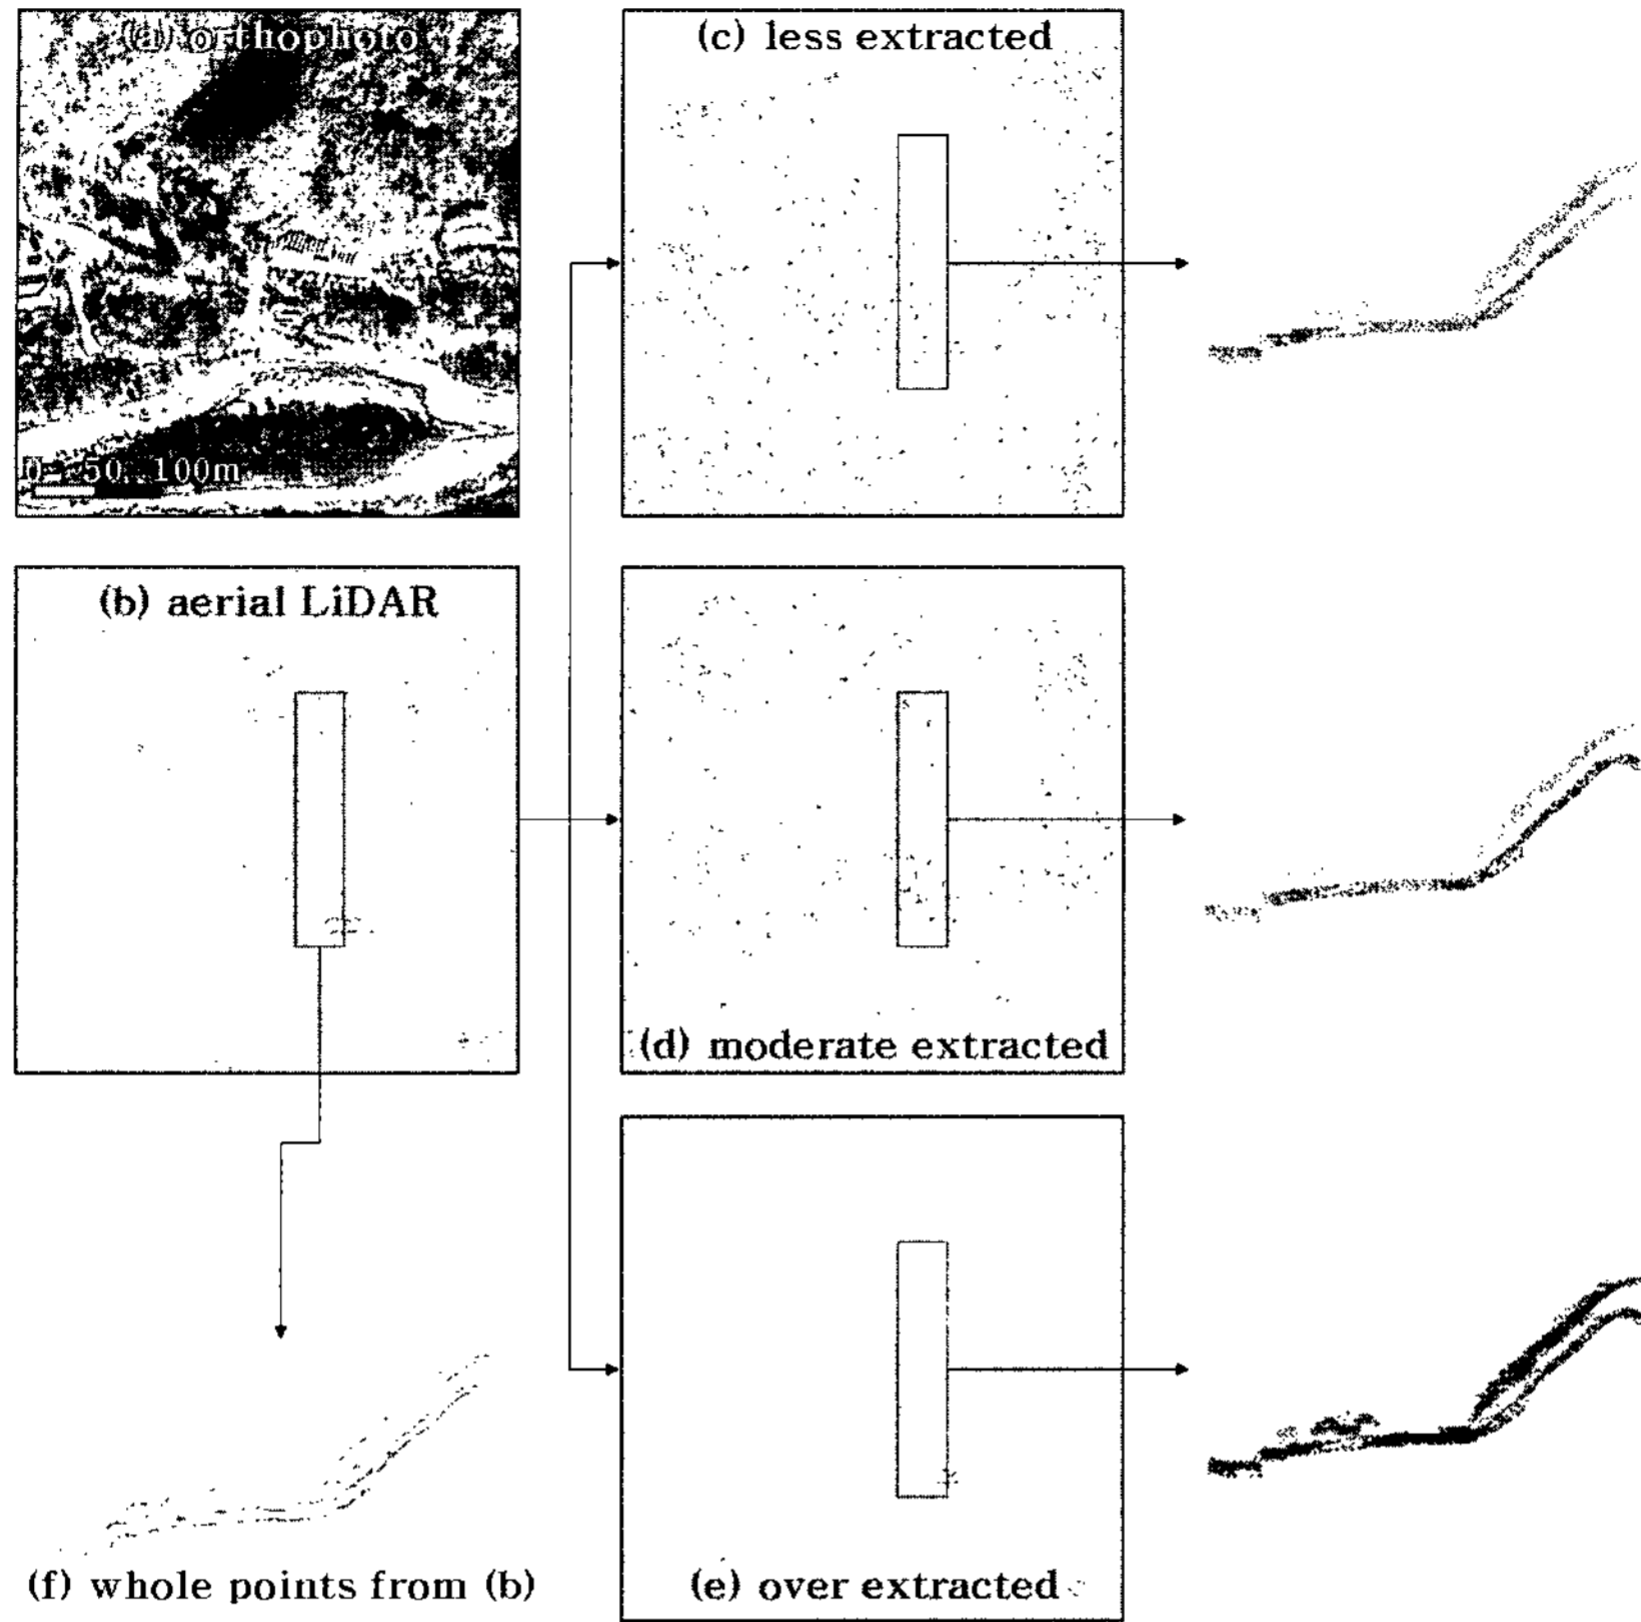 (a) orthophoto
0 50 100m
(b) aerial LiDAR
(f) whole points from (b)
(c) less extracted
(d) moderate extracted
(e) over extracted